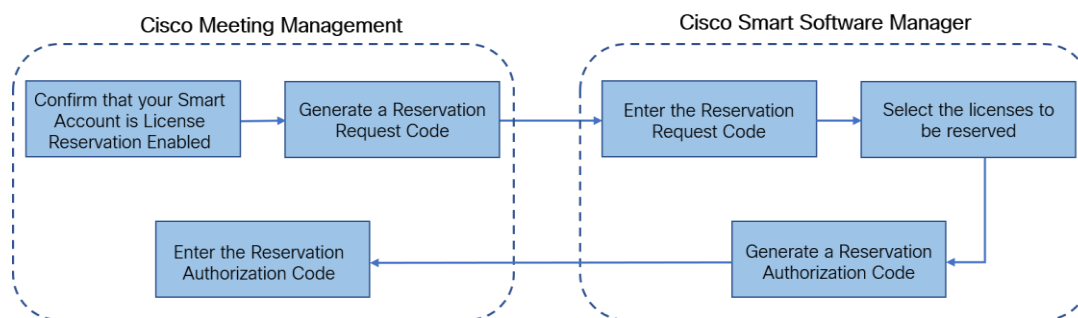 Cisco Meeting Management
Cisco Smart Software Manager
Confirm that your Smart
Account is License
Reservation Enabled
Generate a Reservation
Request Code
Enter the Reservation
Request Code
Select the licenses to
be reserved
Generate a Reservation
Authorization Code
Enter the Reservation
Authorization Code